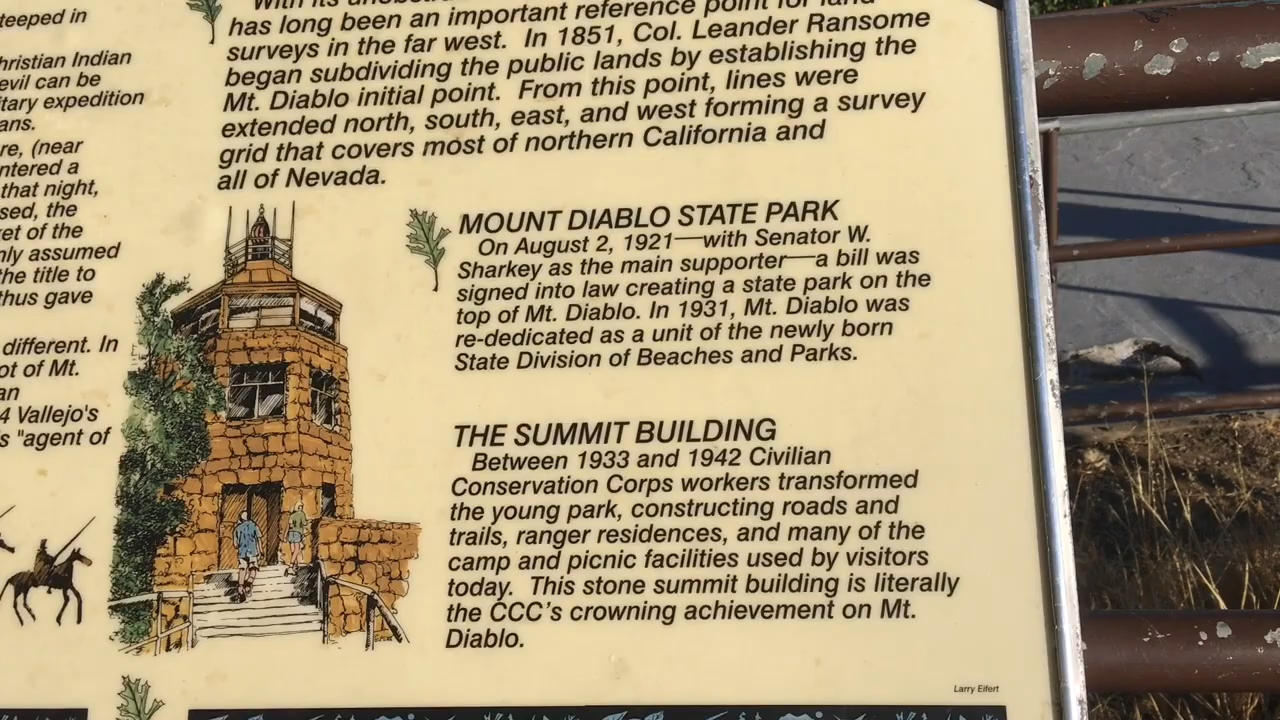 teeped in
hristian Indian
evil can be
itary expedition
ans.
re, (near
ntered a
that night,
sed, the
et of the
nly assumed
the title to
thus gave
different. In
ot of Mt.
an
4 Vallejo's
s "agent of
With its
has long been an important reference point for land
surveys in the far west. In 1851, Col. Leander Ransome
began subdividing the public lands by establishing the
Mt. Diablo initial point. From this point, lines were
extended north, south, east, and west forming a survey
grid that covers most of northern California and
all of Nevada.
MOUNT DIABLO STATE PARK
On August 2, 1921—with Senator W.
Sharkey as the main supporter—a bill was
signed into law creating a state park on the
top of Mt. Diablo. In 1931, Mt. Diablo was
re-dedicated as a unit of the newly born
State Division of Beaches and Parks.
THE SUMMIT BUILDING
Between 1933 and 1942 Civilian
Conservation Corps workers transformed
the young park, constructing roads and
trails, ranger residences, and many of the
camp and picnic facilities used by visitors
today. This stone summit building is literally
the CCC's crowning achievement on Mt.
Diablo.
Larry Eifert